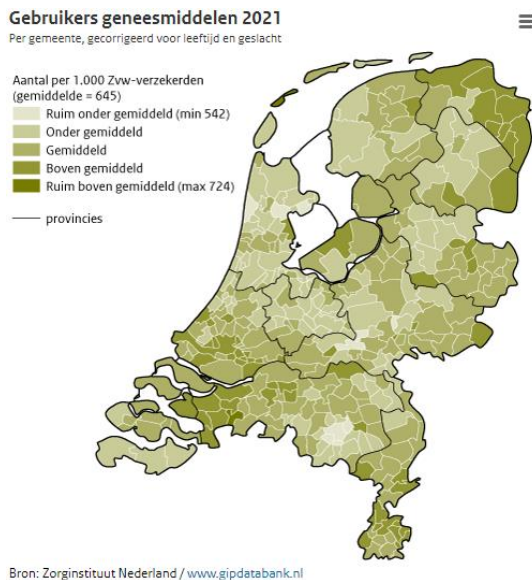 Gebruikers geneesmiddelen 2021
Per gemeente, gecorrigeerd voor leeftijd en geslacht
Aantal per 1.000 Zvw-verzekerden
(gemiddelde = 645)
Ruim onder gemiddeld (min 542)
Onder gemiddeld
Gemiddeld
Boven gemiddeld
Ruim boven gemiddeld (max 724)
provincies
Bron: Zorginstituut Nederland / www.gipdatabank.nl